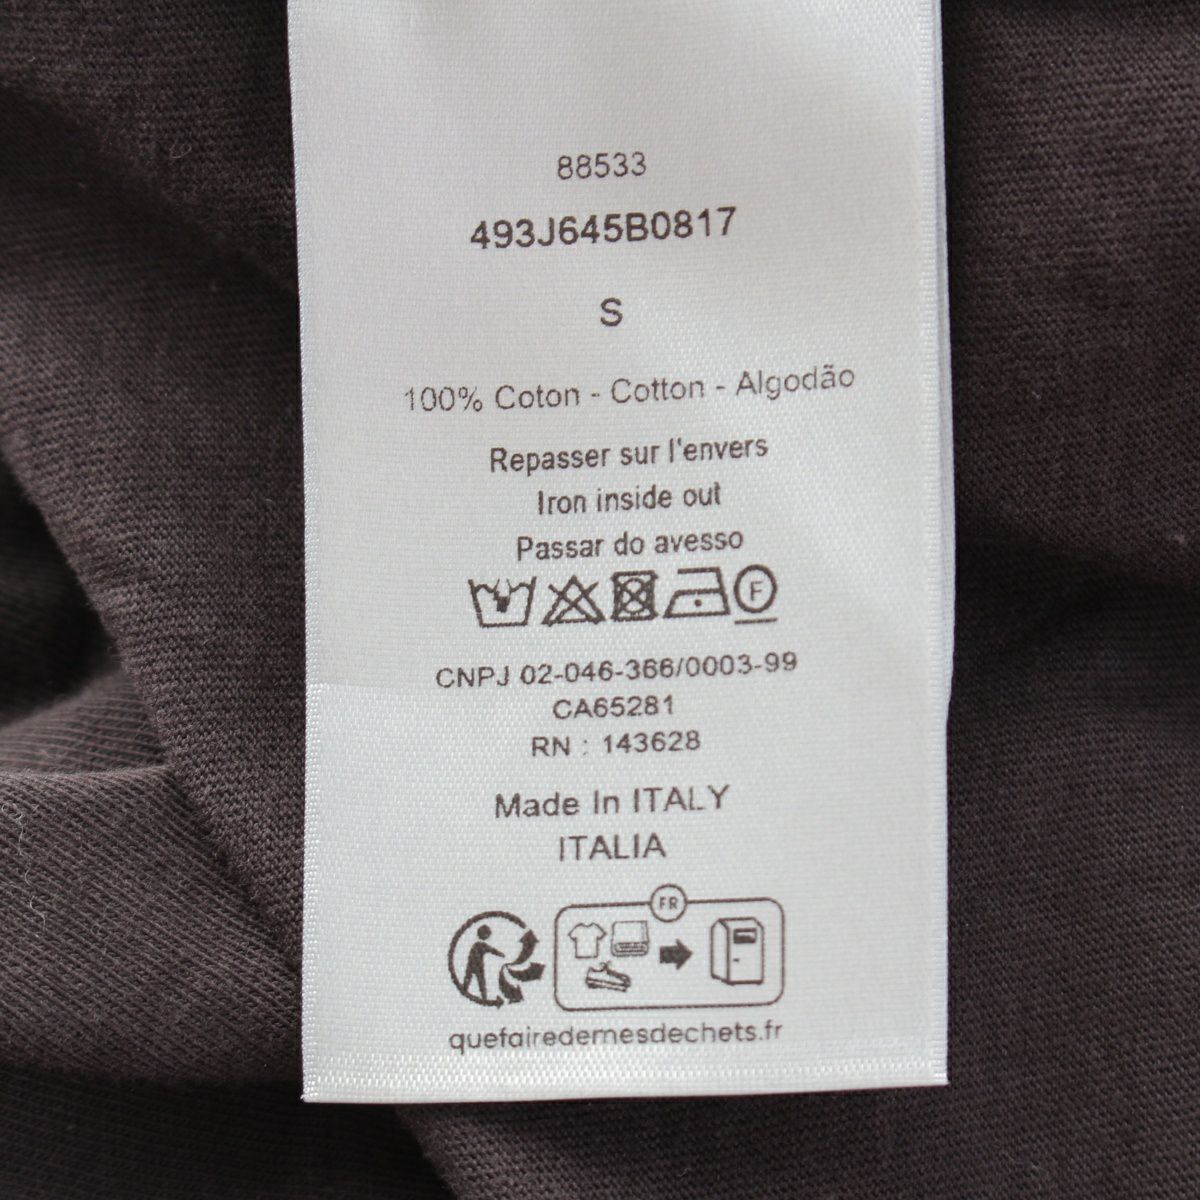 88533
493J645B0817
S
100% Coton - Cotton - Algodão
Repasser sur l'envers
Iron inside out
Passar do avesso
F
CNPJ 02-046-366/0003-99
CA65281
RN : 143628
Made In ITALY
ITALIA
FR
quefairedemesdechets.fr